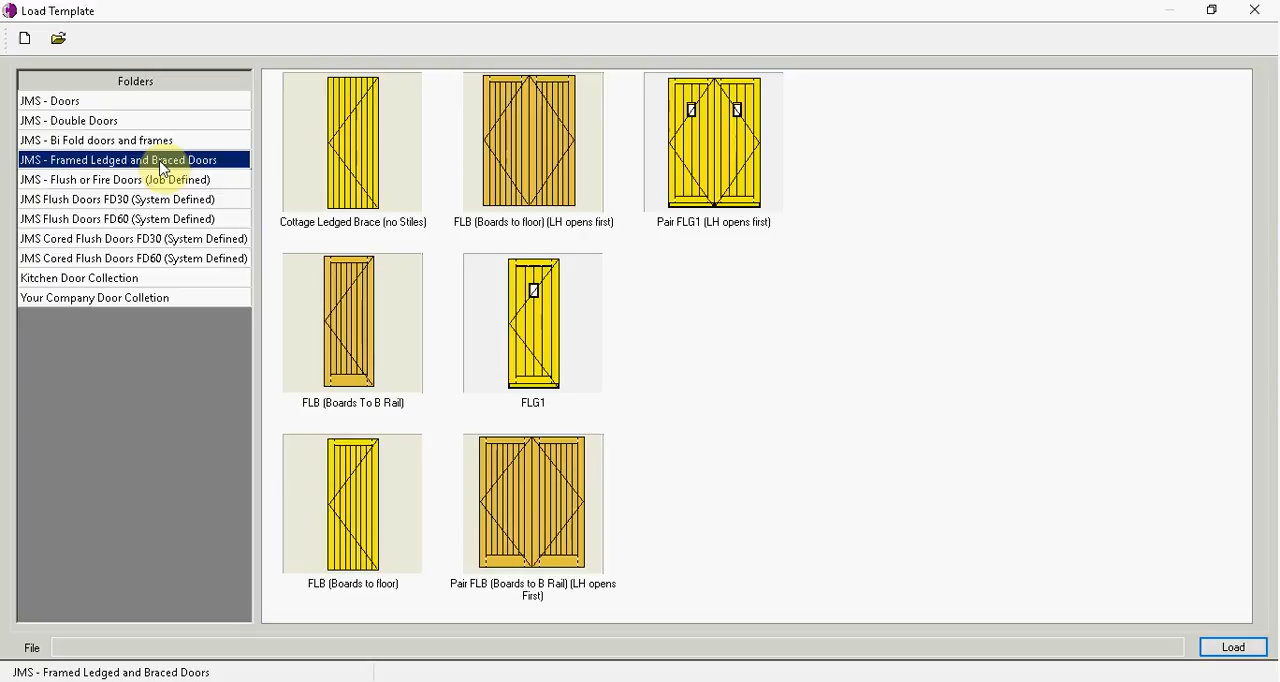 Load Template
Folders
JMS - Doors
JMS - Double Doors
JMS - Bi Fold doors and frames
JMS - Framed Ledged and Braced Doors
JMS - Flush or Fire Doors (Job Defined)
JMS Flush Doors FD30 (System Defined)
JMS Flush Doors FD60 (System Defined)
JMS Cored Flush Doors FD30 (System Defined)
JMS Cored Flush Doors FD60 (System Defined)
Kitchen Door Collection
Your Company Door Colletion
Cottage Ledged Brace (no Stiles)
FLB (Boards to floor) (LH opens first)
Pair FLG1 (LH opens first)
FLB (Boards To B Rail)
FLG1
FLB (Boards to floor)
Pair FLB (Boards to B Rail) (LH opens
First)
File
Load
JMS - Framed Ledged and Braced Doors